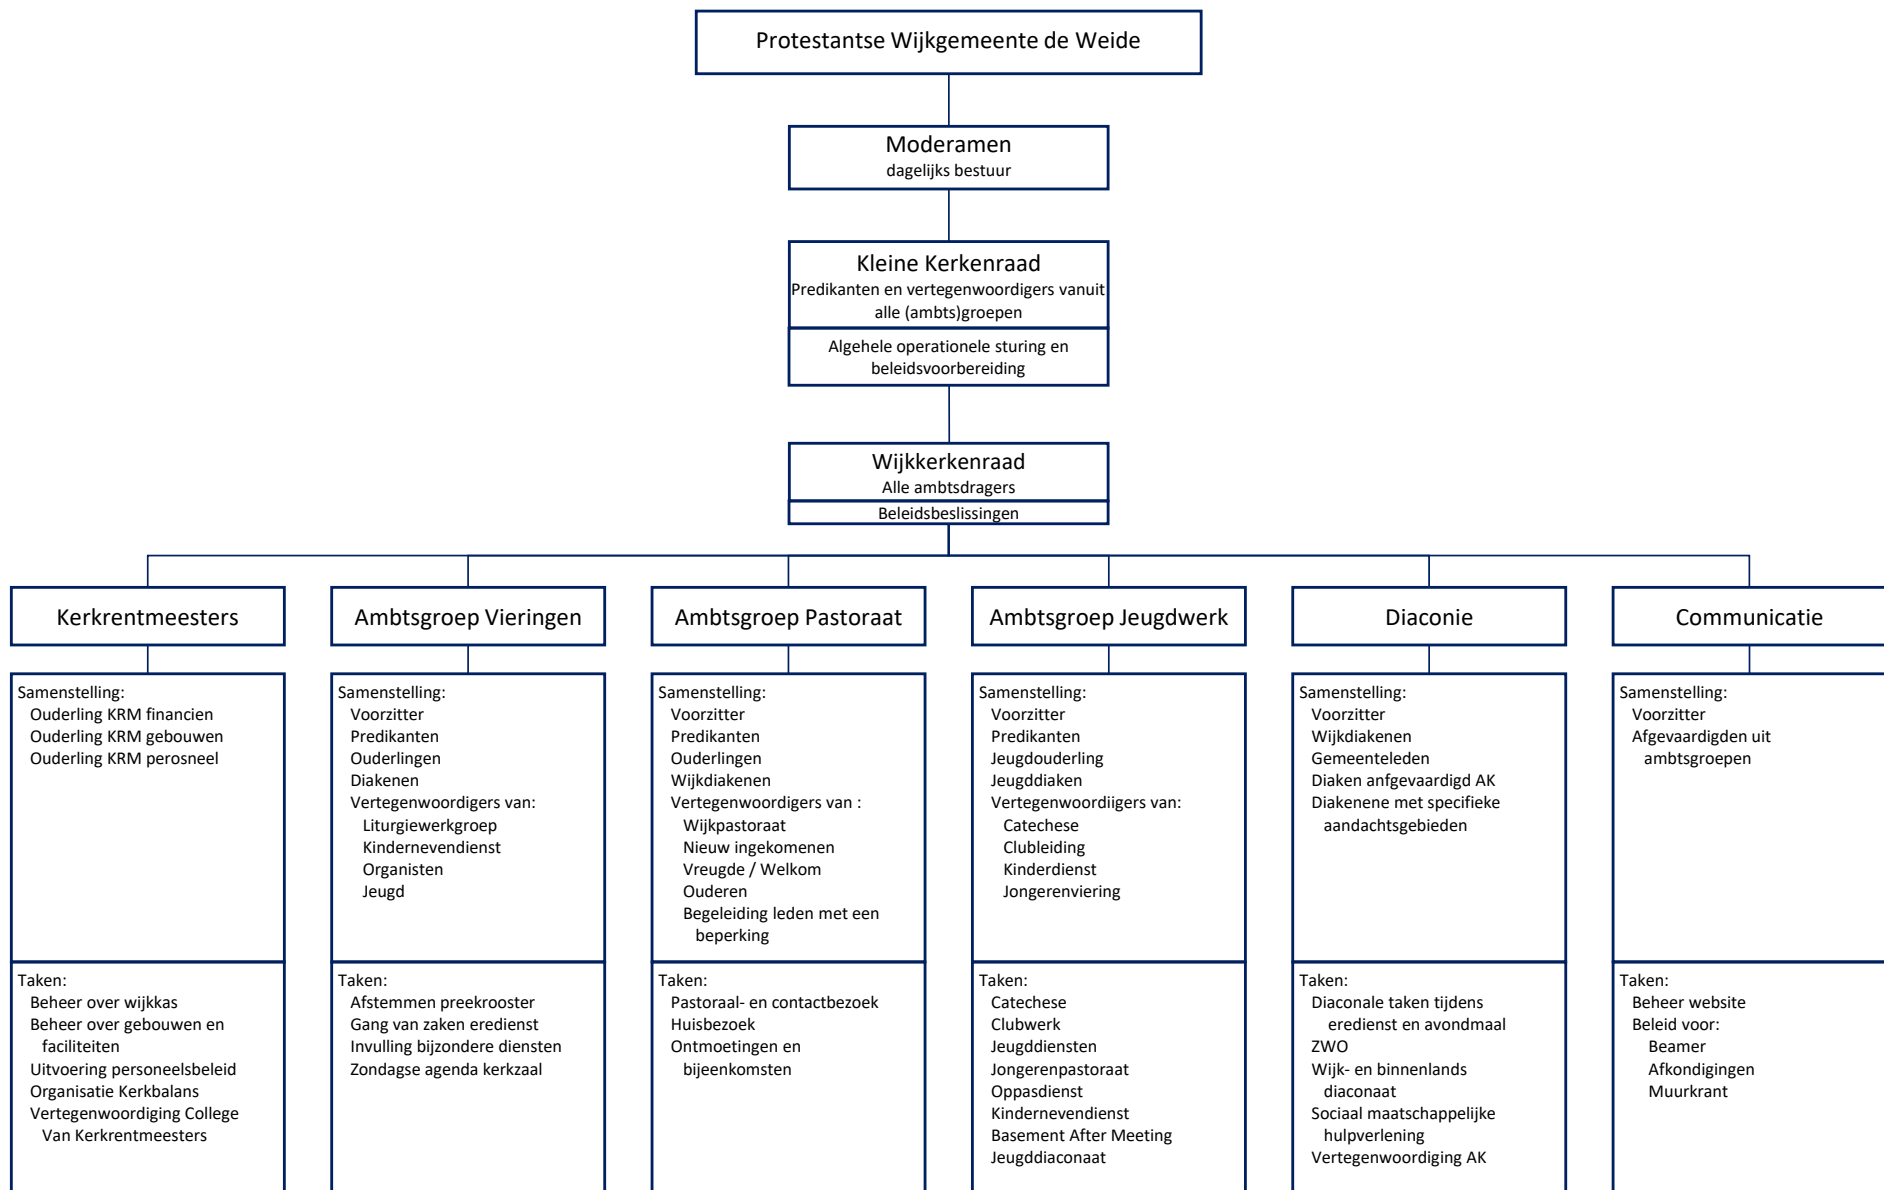 Protestantse Wijkgemeente de Weide
Moderamen
dagelijks bestuur
Kleine Kerkenraad
Predikanten en vertegenwoordigers vanuit
alle (ambts)groepen
Algehele operationele sturing en
beleidsvoorbereiding
Wijkkerkenraad
Alle ambtsdragers
Beleidsbeslissingen
Kerkrentmeesters
Samenstelling:
Ouderling KRM financien
Ouderling KRM gebouwen
Ouderling KRM perosneel
Taken:
Beheer over wijkkas
Beheer over gebouwen en
faciliteiten
Uitvoering personeelsbeleid
Organisatie Kerkbalans
Vertegenwoordiging College
Van Kerkrentmeesters
Ambtsgroep Vieringen
Samenstelling:
Voorzitter
Predikanten
Ouderlingen
Diakenen
Vertegenwoordigers van:
Liturgiewerkgroep
Kindernevendienst
Organisten
Jeugd
Taken:
Afstemmen preekrooster
Gang van zaken eredienst
Invulling bijzondere diensten
Zondagse agenda kerkzaal
Ambtsgroep Pastoraat
Samenstelling:
Voorzitter
Predikanten
Ouderlingen
Wijkdiakenen
Vertegenwoordigers van :
Wijkpastoraat
Nieuw ingekomenen
Vreugde / Welkom
Ouderen
Begeleiding leden met een
beperking
Taken:
Pastoraal- en contactbezoek
Huisbezoek
Ontmoetingen en
bijeenkomsten
Ambtsgroep Jeugdwerk
Samenstelling:
Voorzitter
Predikanten
Jeugdouderling
Jeugddiaken
Vertegenwoordiigers van:
Catechese
Clubleiding
Kinderdienst
Jongerenviering
Taken:
Catechese
Clubwerk
Jeugddiensten
Jongerenpastoraat
Oppasdienst
Kindernevendienst
Basement After Meeting
Jeugddiaconaat
Diaconie
Samenstelling:
Voorzitter
Wijkdiakenen
Gemeenteleden
Diaken anfgevaardigd AK
Diakenene met specifieke
aandachtsgebieden
Taken:
Diaconale taken tijdens
eredienst en avondmaal
ZWO
Wijk- en binnenlands
diaconaat
Sociaal maatschappelijke
hulpverlening
Vertegenwoordiging AK
Communicatie
Samenstelling:
Voorzitter
Afgevaardigden uit
ambtsgroepen
Taken:
Beheer website
Beleid voor:
Beamer
Afkondigingen
Muurkrant